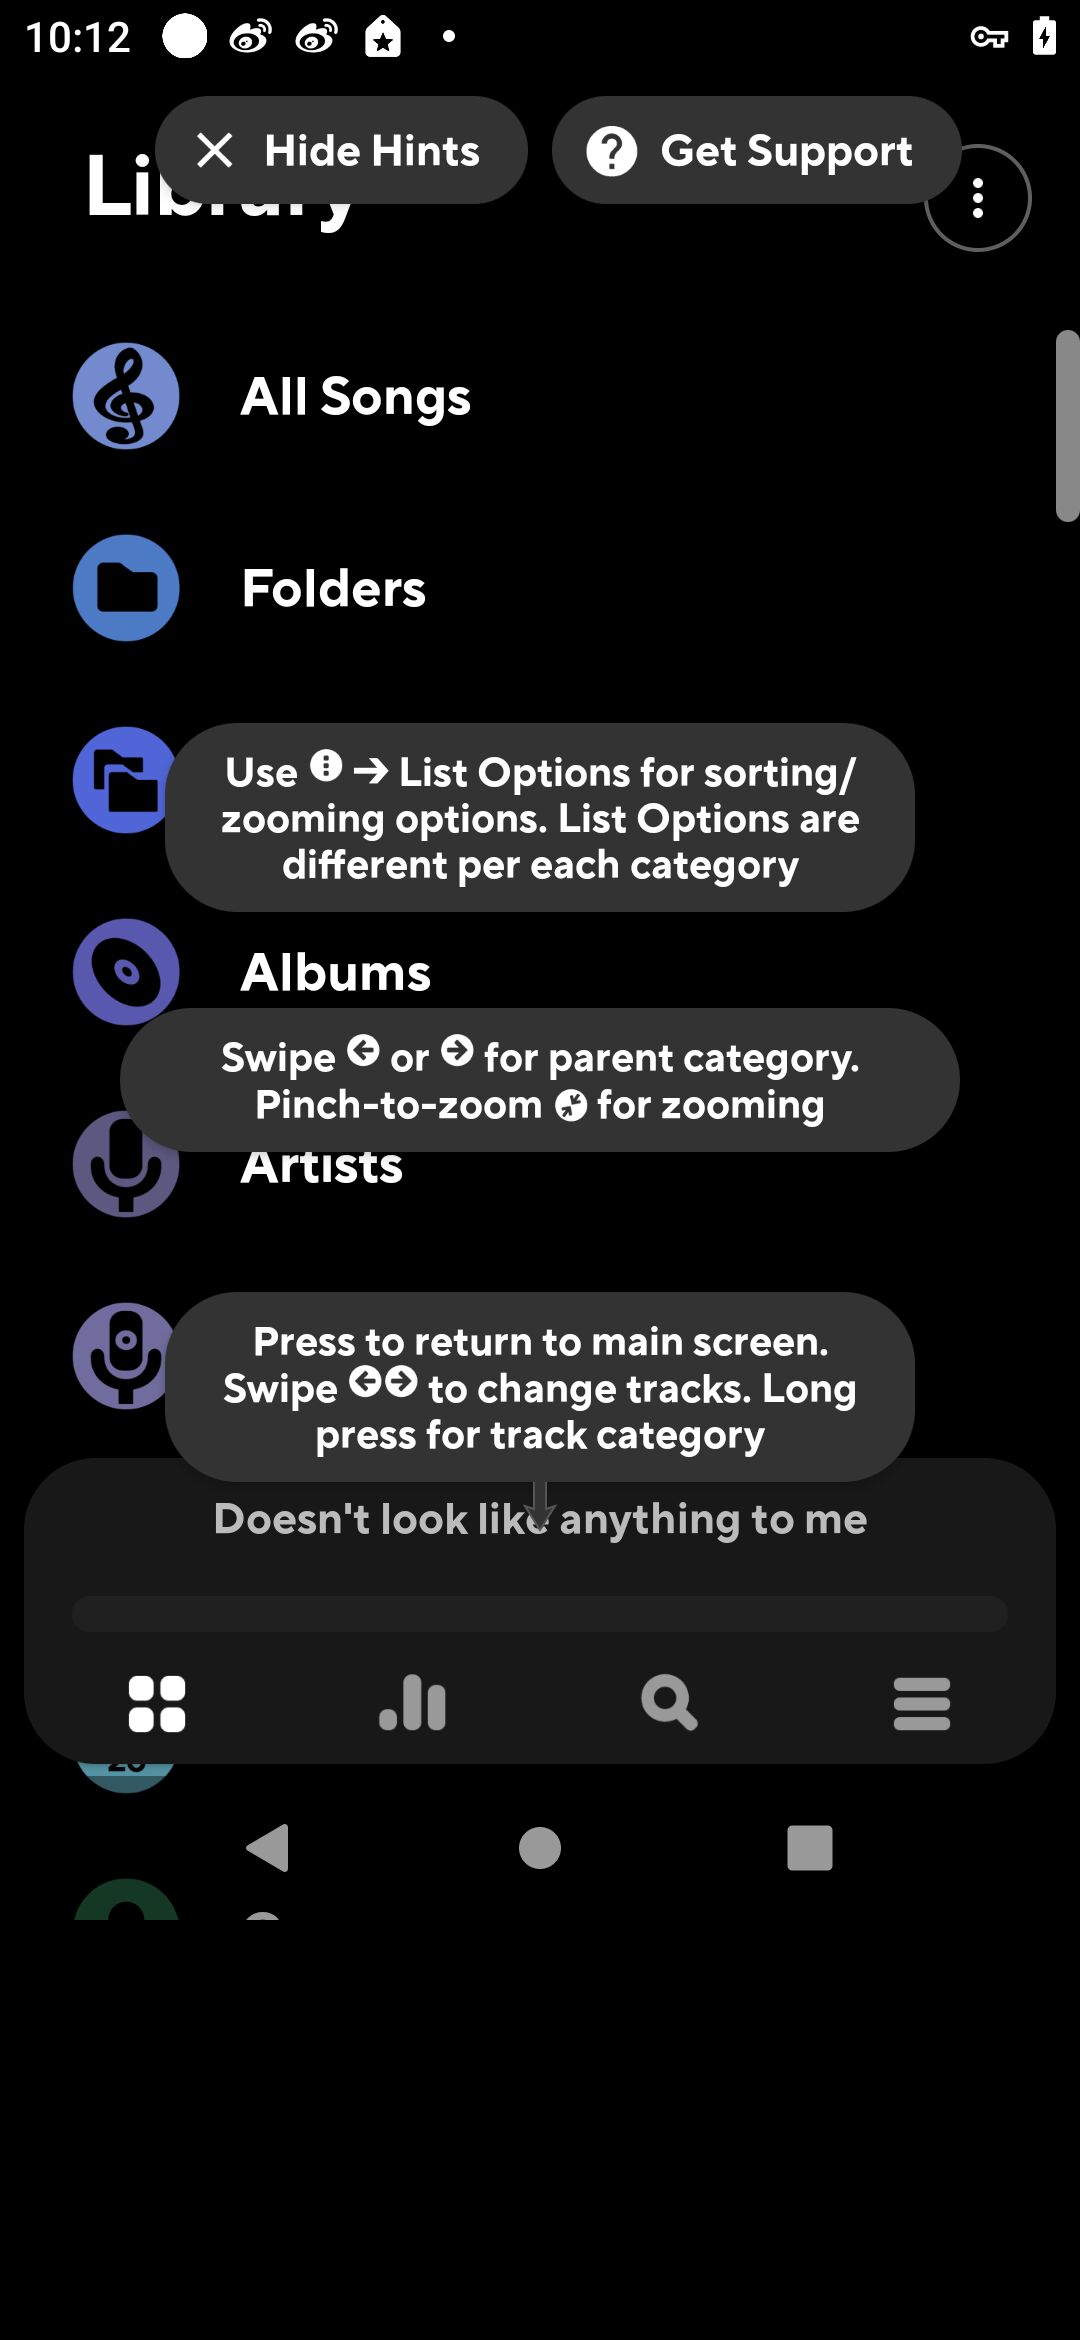 10:12
Hide Hints
Get Support
Library
All Songs
Folders
Use → List Options for sorting/
zooming options. List Options are
different per each category
Albums
Swipe or for parent category.
Pinch-to-zoom for zooming
Artists
Press to return to main screen.
Swipe to change tracks. Long
press for track category
Doesn't look like anything to me